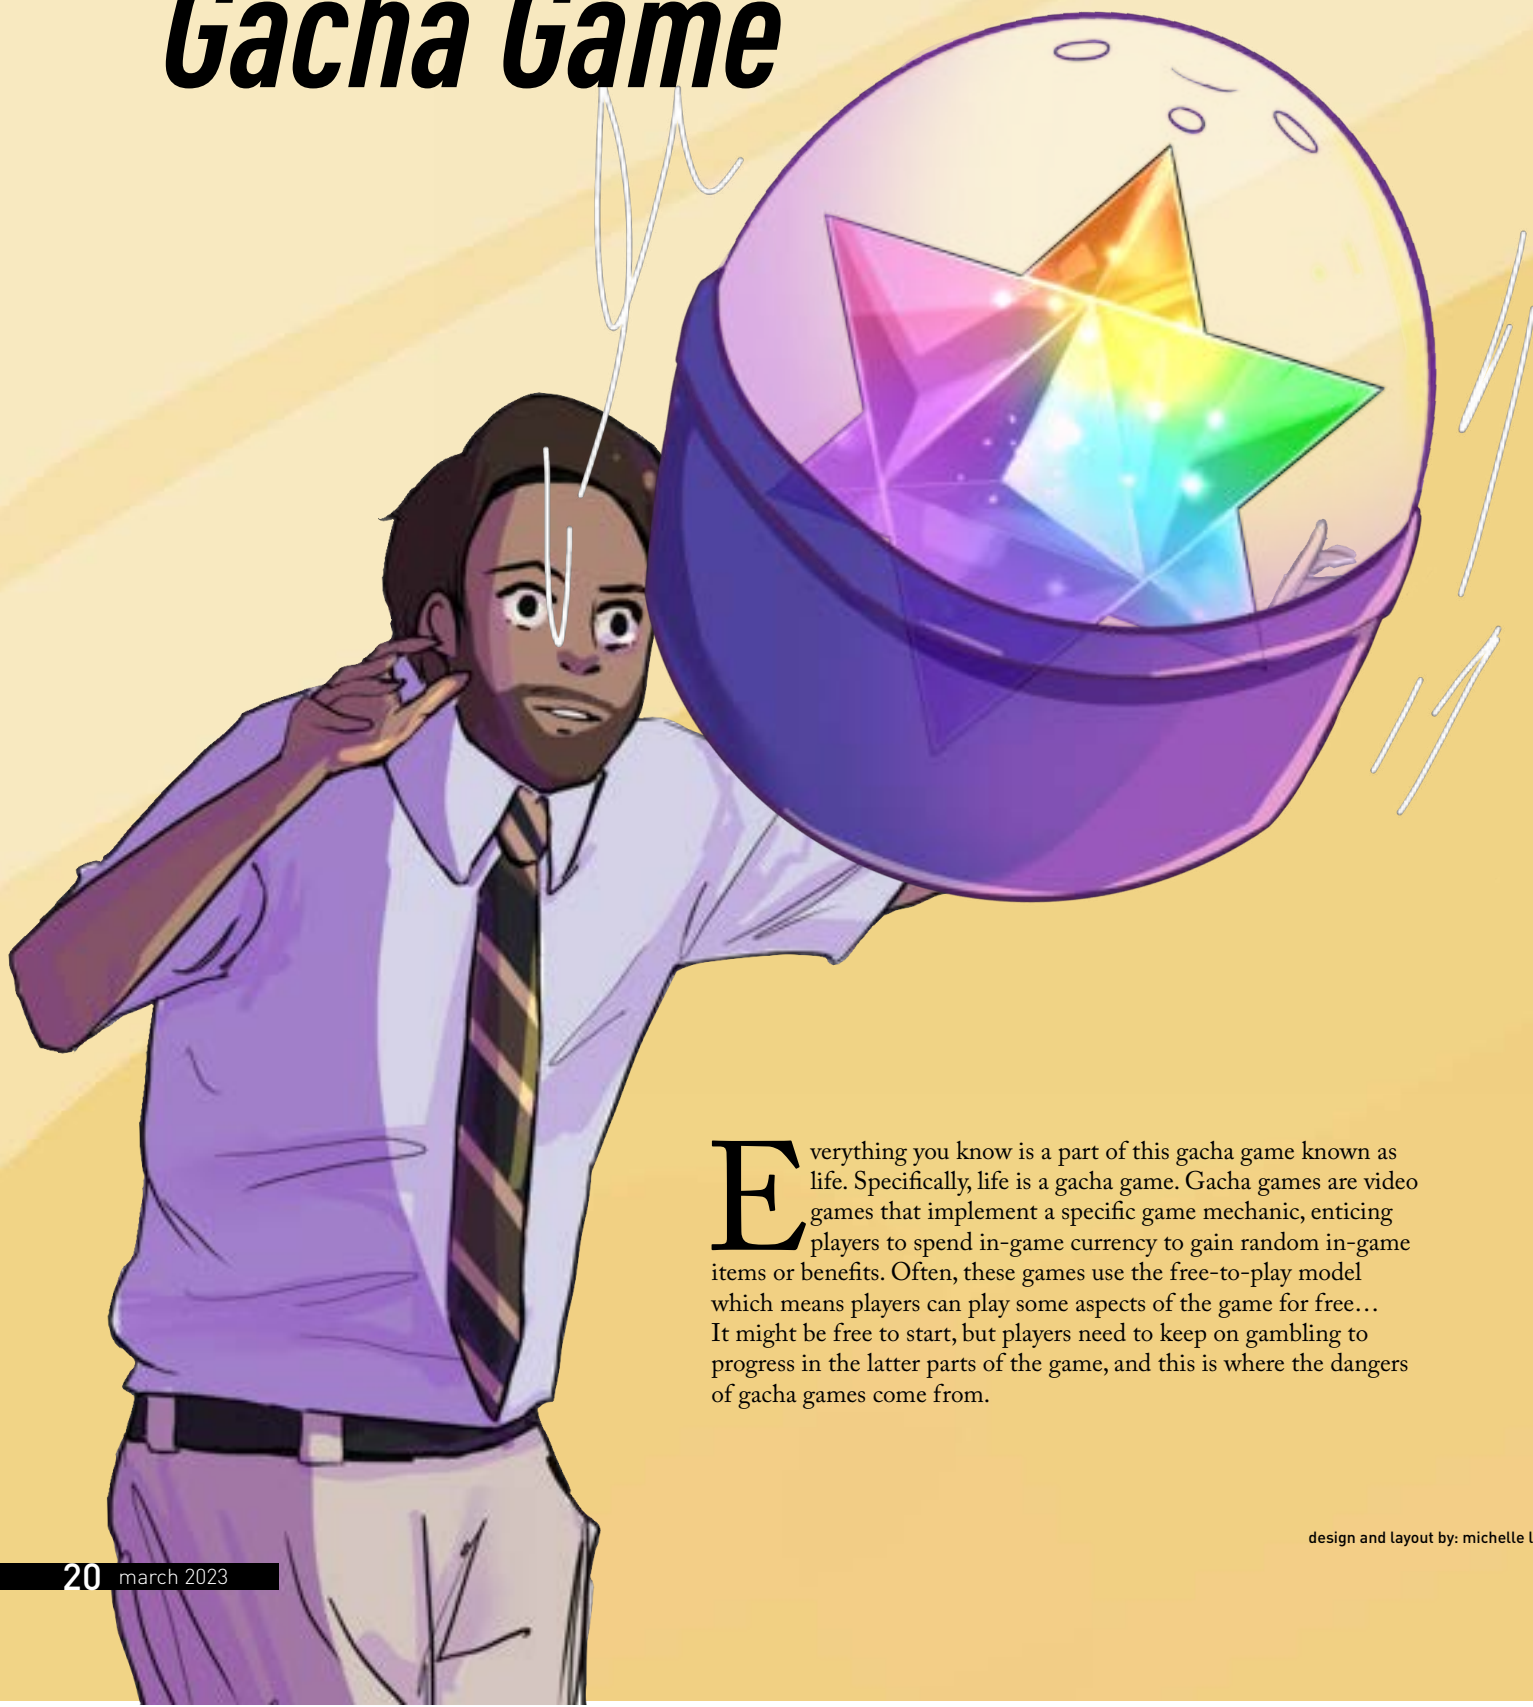 Gacha Game
Everything you know is a part of this gacha game known as
life. Specifically, life is a gacha game. Gacha games are video
games that implement a specific game mechanic, enticing
players to spend in-game currency to gain random in-game
items or benefits. Often, these games use the free-to-play model
which means players can play some aspects of the game for free…
It might be free to start, but players need to keep on gambling to
progress in the latter parts of the game, and this is where the dangers
of gacha games come from.
design and layout by: michelle
20 march 2023